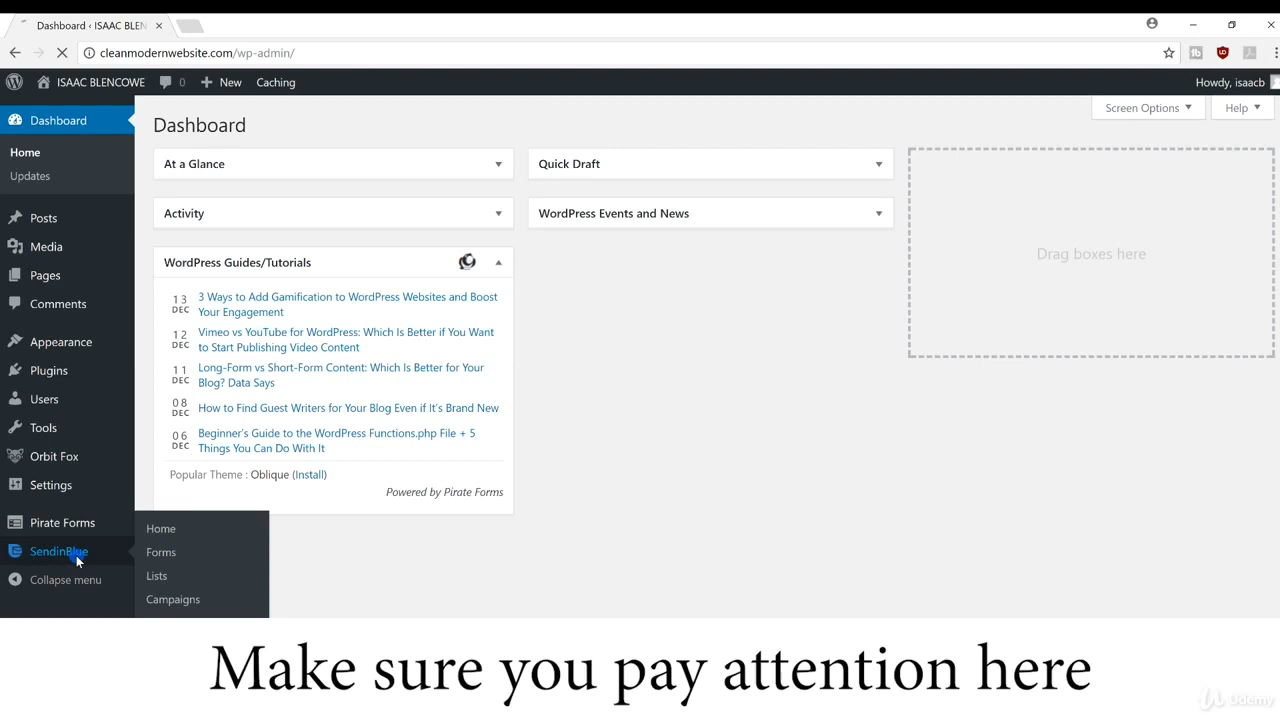 Dashboard ‹ ISAAC BLEN
cleanmodernwebsite.com/wp-admin/
ISAAC BLENCOWE 0 New Caching Howdy, isaacb
Dashboard
Home
Updates
Posts
Media
Pages
Comments
Appearance
Plugins
Users
Tools
Orbit Fox
Settings
Pirate Forms
SendinBlue
Collapse menu
Home
Forms
Lists
Campaigns
Screen Options Help
Dashboard
At a Glance
Quick Draft
Activity
WordPress Events and News
Drag boxes here
WordPress Guides/Tutorials
13 DEC
3 Ways to Add Gamification to WordPress Websites and Boost
Your Engagement
12 DEC
Vimeo vs YouTube for WordPress: Which Is Better if You Want
to Start Publishing Video Content
11 DEC
Long-Form vs Short-Form Content: Which Is Better for Your
Blog? Data Says
08 DEC
How to Find Guest Writers for Your Blog Even if It's Brand New
06 DEC
Beginner's Guide to the WordPress Functions.php File + 5
Things You Can Do With It
Popular Theme : Oblique (Install)
Powered by Pirate Forms
Make sure you pay attention here
Udemy